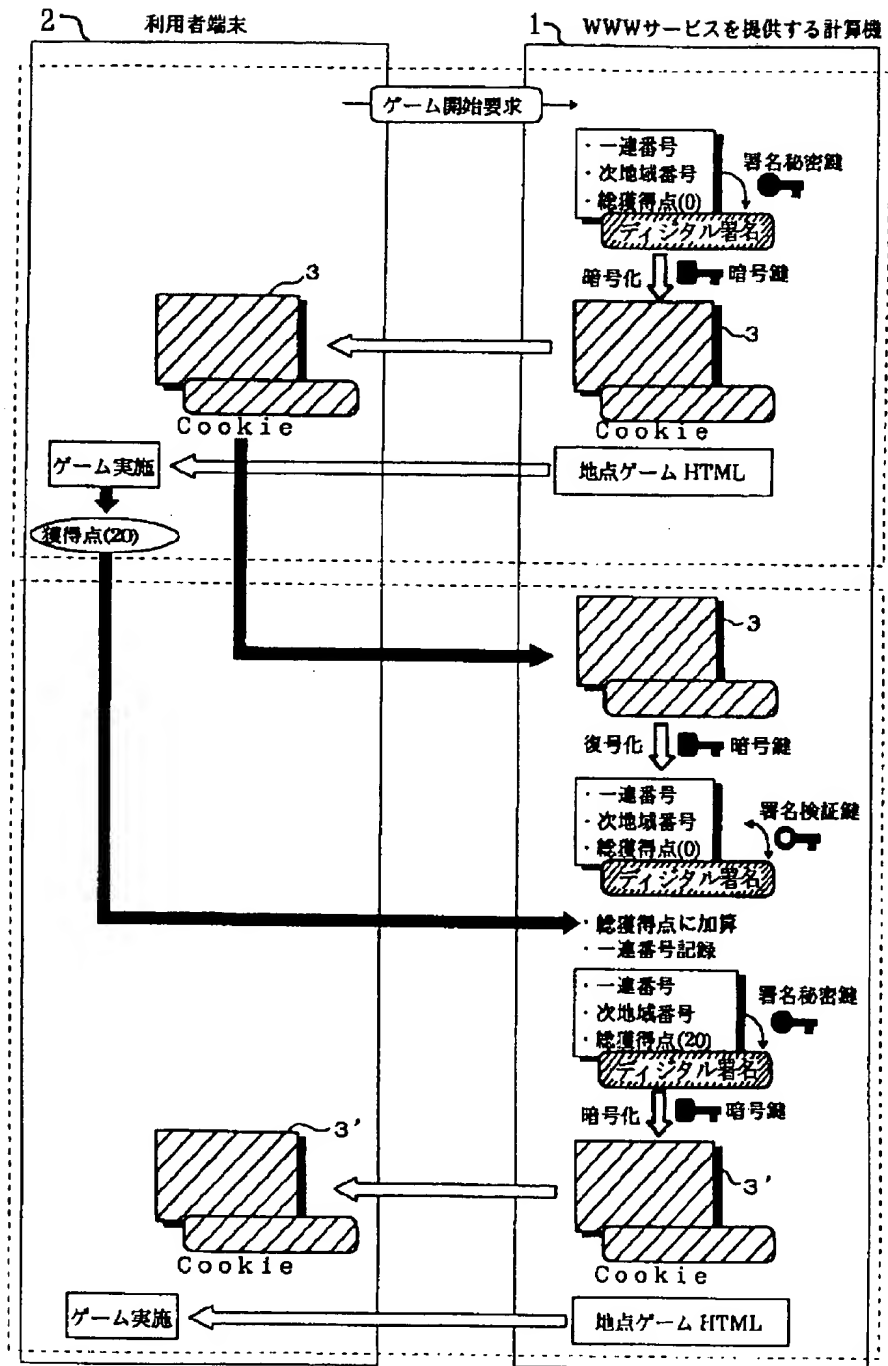 2 利用者端末
1 WWWサービスを提供する計算機
ゲーム開始要求
・一連番号
・次地域番号
・総獲得点(0)
ディジタル署名
署名秘密鍵
暗号化
暗号鍵
3
3
Cookie
Cookie
ゲーム実施
地点ゲーム HTML
獲得点(20)
3
復号化
暗号鍵
・一連番号
・次地域番号
・総獲得点(0)
ディジタル署名
署名検証鍵
・総獲得点に加算
・一連番号記録
・一連番号
・次地域番号
・総獲得点(20)
ディジタル署名
署名秘密鍵
暗号化
暗号鍵
3'
3'
Cookie
Cookie
ゲーム実施
地点ゲーム HTML